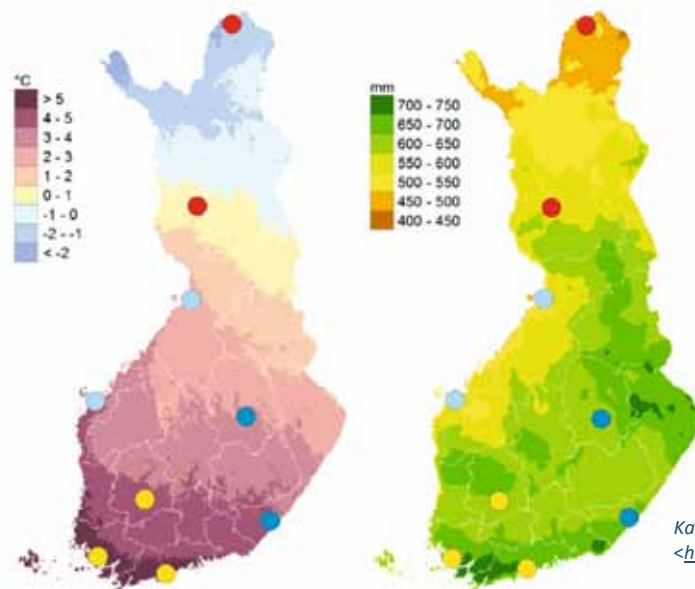 °C
> 5
4 - 5
3 - 4
2 - 3
1 - 2
0 - 1
-1 - 0
-2 - -1
< -2
mm
700 - 750
650 - 700
600 - 650
550 - 600
500 - 550
450 - 500
400 - 450
Ka
<h